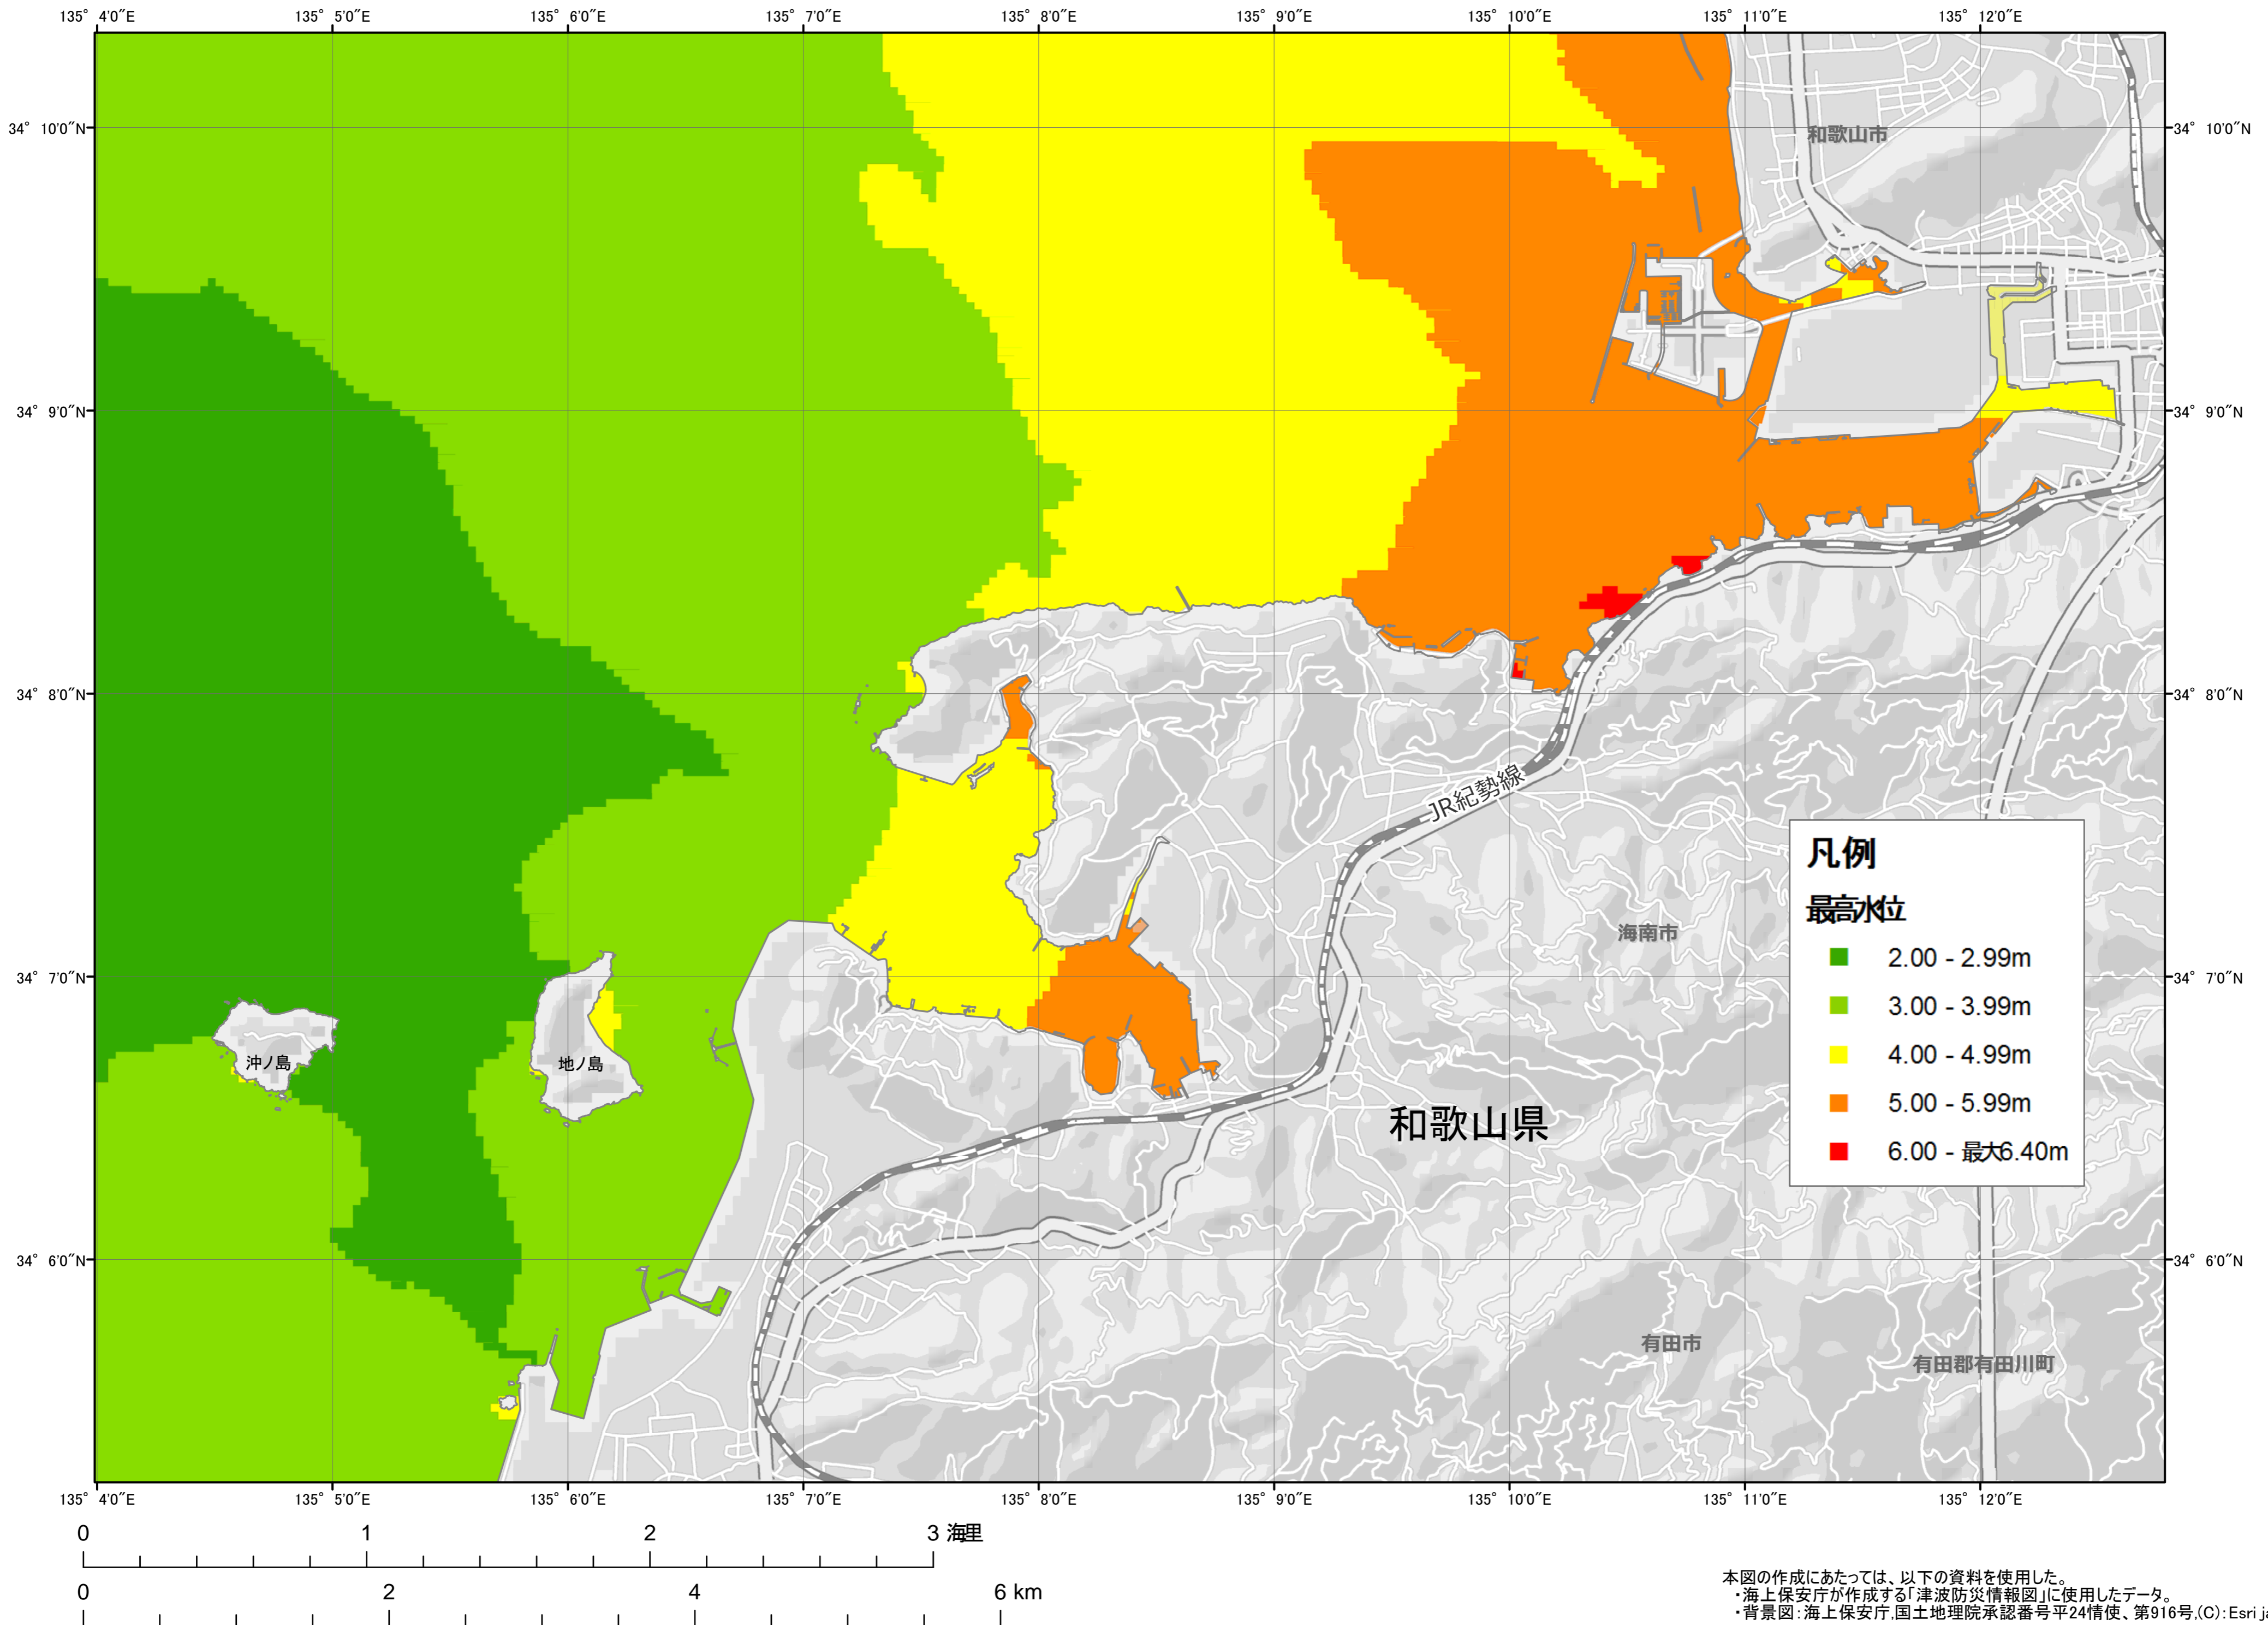 135° 4'0"E 135° 5'0"E 135° 6'0"E 135° 7'0"E 135° 8'0"E 135° 9'0"E 135° 10'0"E 135° 11'0"E 135° 12'0"E
34° 10'0"N 34° 10'0"N
和歌山市
34° 9'0"N 34° 9'0"N
34° 8'0"N 34° 8'0"N
JR紀勢線
凡例
最高水位
海南市
2.00 - 2.99m
34° 7'0"N 34° 7'0"N
3.00 - 3.99m
沖ノ島 地ノ島
4.00 - 4.99m
和歌山県
5.00 - 5.99m
6.00 - 最大6.40m
34° 6'0"N 34° 6'0"N
有田市
有田郡有田川町
135° 4'0"E 135° 5'0"E 135° 6'0"E 135° 7'0"E 135° 8'0"E 135° 9'0"E 135° 10'0"E 135° 11'0"E 135° 12'0"E
0 1 2 3 海里
0 2 4 6 km
本図の作成にあたっては、以下の資料を使用した。
・海上保安庁が作成する「津波防災情報図」に使用したデータ。
・背景図:海上保安庁,国土地理院承認番号平24情使、第916号,(C):Esri